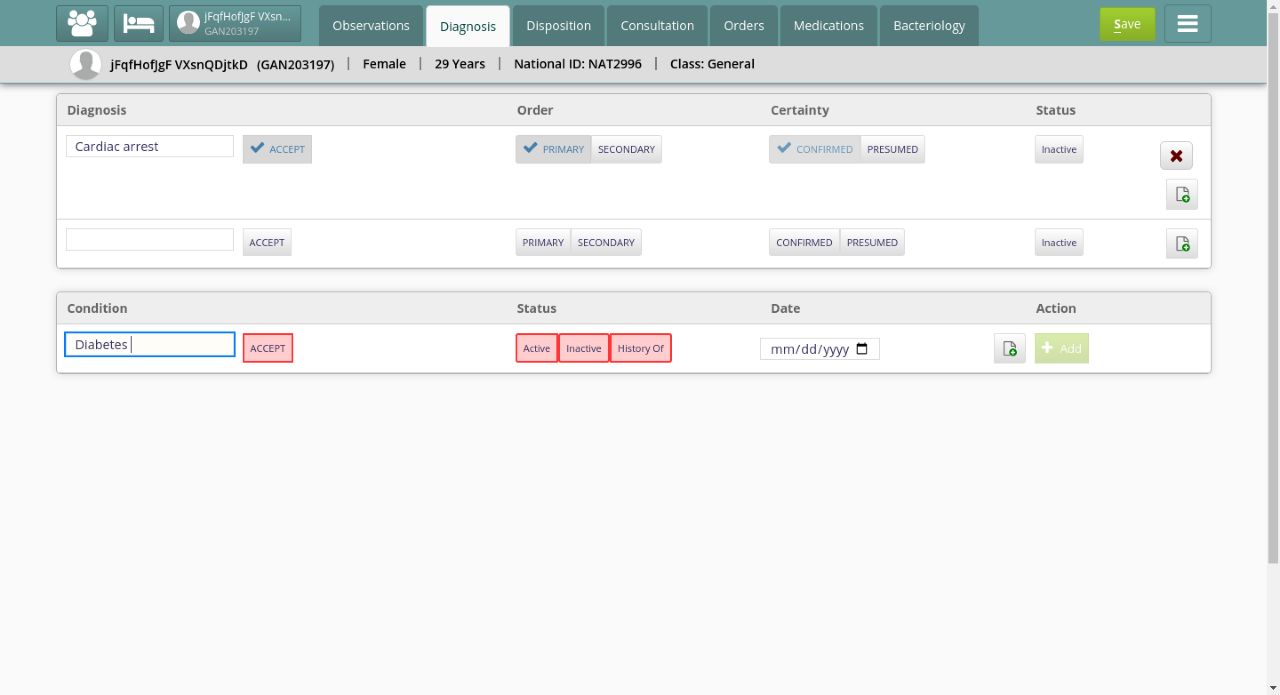 jFqfHofJgF VXsn...
GAN203197
Observations
Diagnosis
Disposition
Consultation
Orders
Medications
Bacteriology
Save
jFqfHofJgF VXsnQDjtkD (GAN203197) | Female | 29 Years | National ID: NAT2996 | Class: General
Diagnosis Order Certainty Status
Cardiac arrest ACCEPT PRIMARY SECONDARY CONFIRMED PRESUMED Inactive
ACCEPT PRIMARY SECONDARY CONFIRMED PRESUMED Inactive
Condition Status Date Action
Diabetes ACCEPT Active Inactive History Of mm/dd/yyyy Add